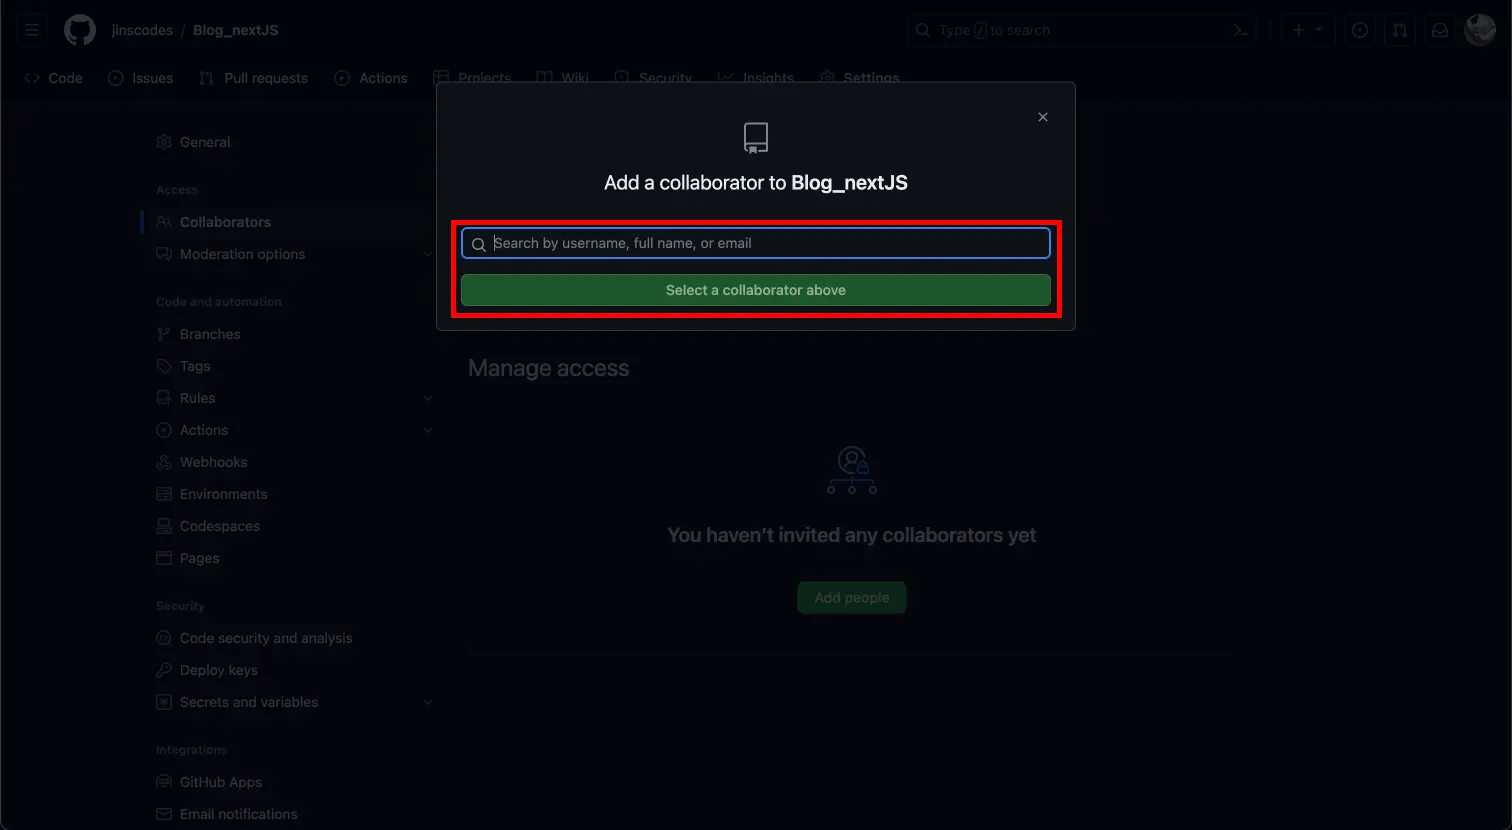 jinscodes / Blog_nextJS
Type / to search
Code Issues Pull requests Actions Projects Wiki Security Insights Settings
Add a collaborator to Blog_nextJS
Search by username, full name, or email
Select a collaborator above
General
Access
Collaborators
Moderation options
Code and automation
Branches
Tags
Rules
Actions
Webhooks
Environments
Codespaces
Pages
Security
Code security and analysis
Deploy keys
Secrets and variables
Integrations
GitHub Apps
Email notifications
Manage access
You haven't invited any collaborators yet
Add people